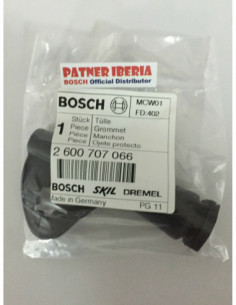 PATNER IBERIA
BOSCH Official Distributor
BOSCH
MCW01
FD:402
1
Stück Tülle
Piece Grommet
Pièce Manchon
Pieza Ojete protecto
2 600 707 066
BOSCH SKIL DREMEL
Made in Germany PG 11